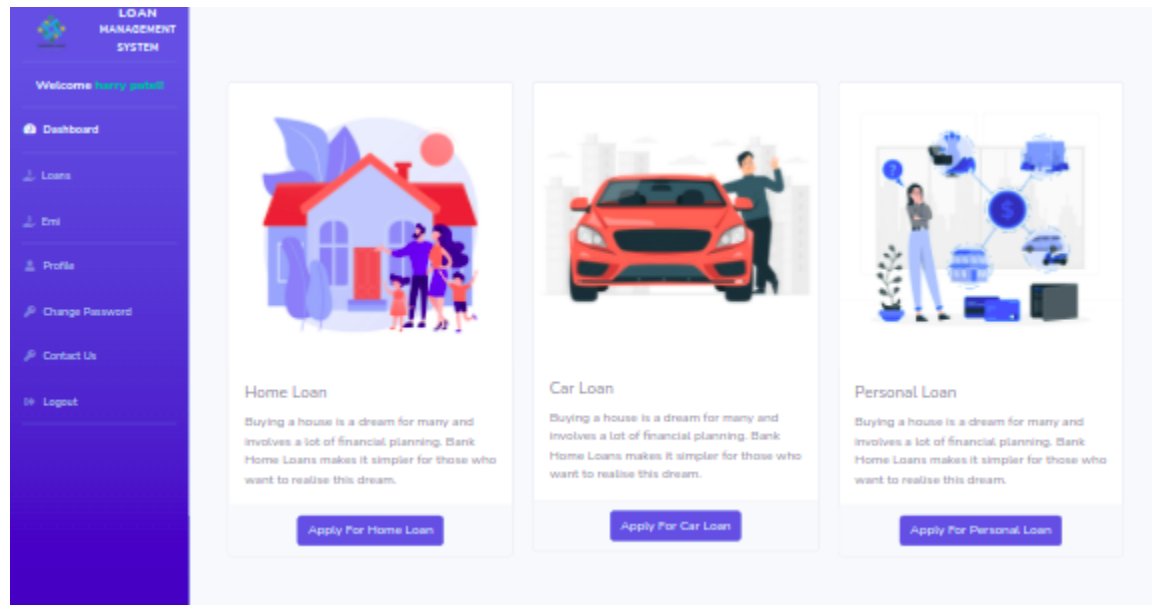 LOAN
MANAGEMENT
SYSTEM
Welcome harry patell
Dashboard
Loans
Emi
Profile
Change Password
Contact Us
Logout
Home Loan
Buying a house is a dream for many and
involves a lot of financial planning. Bank
Home Loans makes it simpler for those who
want to realise this dream.
Apply For Home Loan
Car Loan
Buying a house is a dream for many and
involves a lot of financial planning. Bank
Home Loans makes it simpler for those who
want to realise this dream.
Apply For Car Loan
?
$
Personal Loan
Buying a house is a dream for many and
involves a lot of financial planning. Bank
Home Loans makes it simpler for those who
want to realise this dream.
Apply For Personal Loan